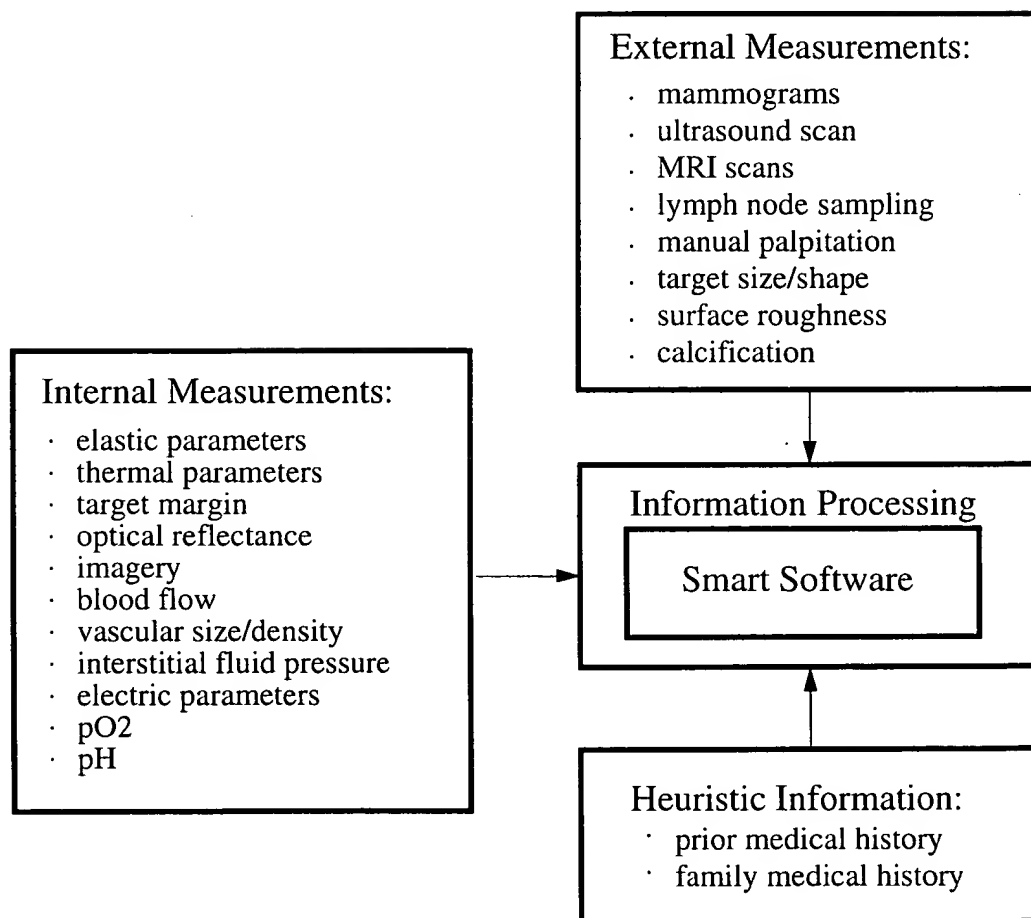 External Measurements:
· mammograms
· ultrasound scan
· MRI scans
· lymph node sampling
· manual palpitation
· target size/shape
· surface roughness
· calcification
Internal Measurements:
· elastic parameters
· thermal parameters
· target margin
· optical reflectance
· imagery
· blood flow
· vascular size/density
· interstitial fluid pressure
· electric parameters
· pO2
· pH
Information Processing
Smart Software
Heuristic Information:
· prior medical history
· family medical history